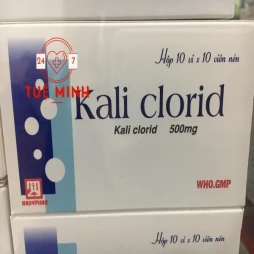 Hộp 10 vỉ x 10 viên nén
24 7
TUỆ MINH
Kali clorid
Kali clorid 500mg
WHO.GMP
NADYPHAR
Hộp 10 vỉ x 10 viên nén